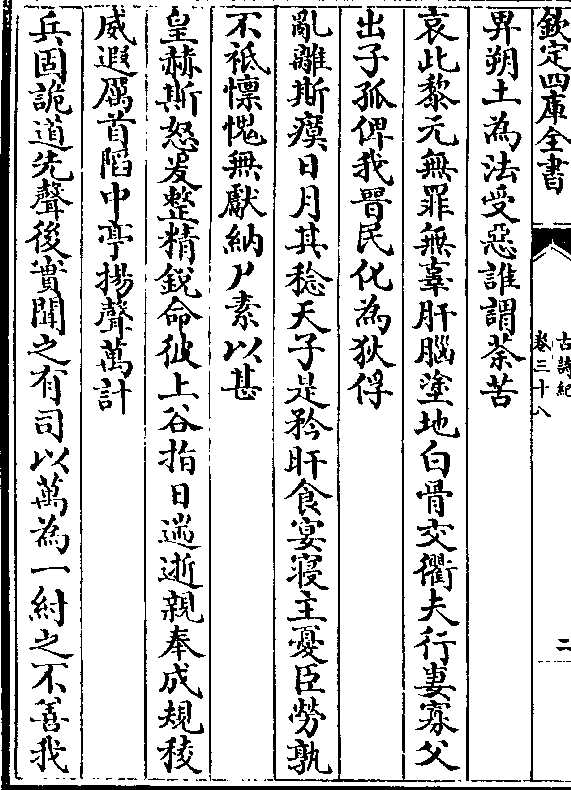 欽定四庫全書
古詩紀
卷三十八
二
畀朔土為法受惡誰謂荼苦
哀此黎元無罪無辜肝腦塗地白骨交衢夫行妻寡父
出子孤俾我晉民化為狄俘
亂離斯瘼日月其稔天子是矜旰食宴寢主憂臣勞孰
不祗懍愧無獻納尸素以甚
皇赫斯怒爰整精銳命彼上谷指日遄逝親奉成規稜
威遐厲首陷中亭揚聲萬計
兵固詭道先聲後實聞之有司以萬為一紂之不善我